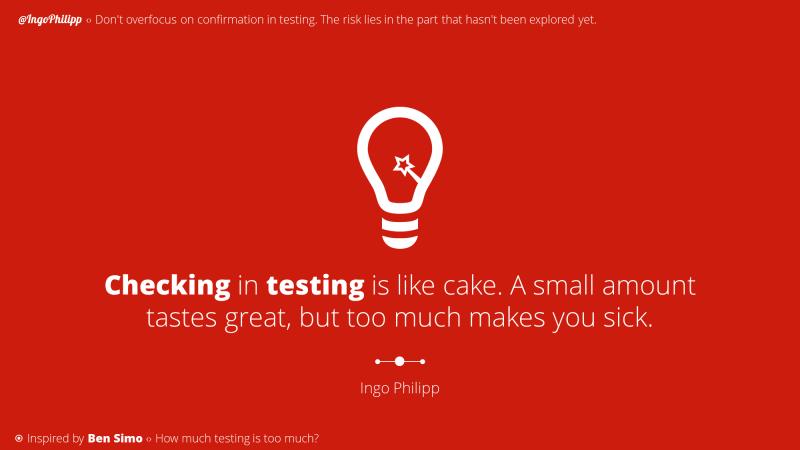 @IngoPhilipp ‹› Don't overfocus on confirmation in testing. The risk lies in the part that hasn't been explored yet.
Checking in testing is like cake. A small amount
tastes great, but too much makes you sick.
Ingo Philipp
Inspired by Ben Simo ‹› How much testing is too much?